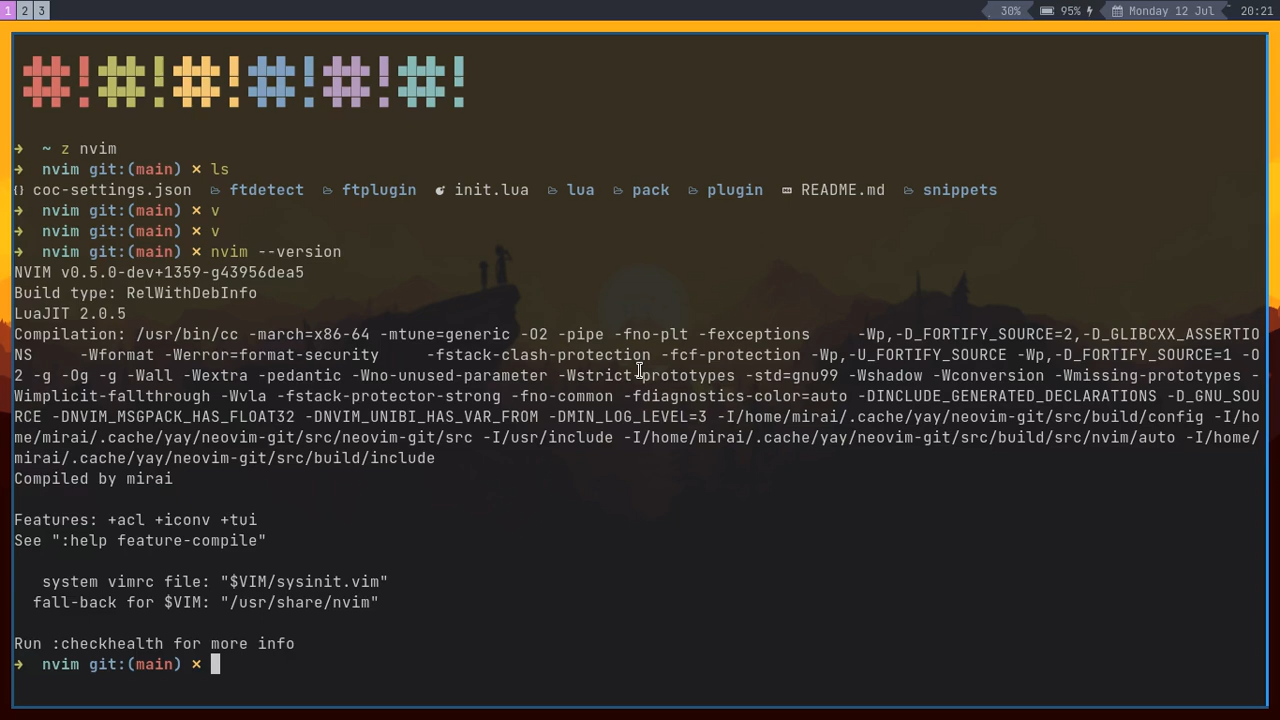 1 2 3 30% 95% Monday 12 Jul 20:21
#!#!#!#!#!#!
➜ ~ z nvim
➜ nvim git:(main) × ls
{} coc-settings.json ftdetect ftplugin init.lua lua pack plugin README.md snippets
➜ nvim git:(main) × v
➜ nvim git:(main) × v
➜ nvim git:(main) × nvim --version
NVIM v0.5.0-dev+1359-g43956dea5
Build type: RelWithDebInfo
LuaJIT 2.0.5
Compilation: /usr/bin/cc -march=x86-64 -mtune=generic -O2 -pipe -fno-plt -fexceptions     -Wp,-D_FORTIFY_SOURCE=2,-D_GLIBCXX_ASSERTIO
NS     -Wformat -Werror=format-security     -fstack-clash-protection -fcf-protection -Wp,-U_FORTIFY_SOURCE -Wp,-D_FORTIFY_SOURCE=1 -O
2 -g -Og -g -Wall -Wextra -pedantic -Wno-unused-parameter -Wstrict-prototypes -std=gnu99 -Wshadow -Wconversion -Wmissing-prototypes -
Wimplicit-fallthrough -Wvla -fstack-protector-strong -fno-common -fdiagnostics-color=auto -DINCLUDE_GENERATED_DECLARATIONS -D_GNU_SOU
RCE -DNVIM_MSGPACK_HAS_FLOAT32 -DNVIM_UNIBI_HAS_VAR_FROM -DMIN_LOG_LEVEL=3 -I/home/mirai/.cache/yay/neovim-git/src/build/config -I/ho
me/mirai/.cache/yay/neovim-git/src/neovim-git/src -I/usr/include -I/home/mirai/.cache/yay/neovim-git/src/build/src/nvim/auto -I/home/
mirai/.cache/yay/neovim-git/src/build/include
Compiled by mirai
Features: +acl +iconv +tui
See ":help feature-compile"
system vimrc file: "$VIM/sysinit.vim"
fall-back for $VIM: "/usr/share/nvim"
Run :checkhealth for more info
➜ nvim git:(main) ×